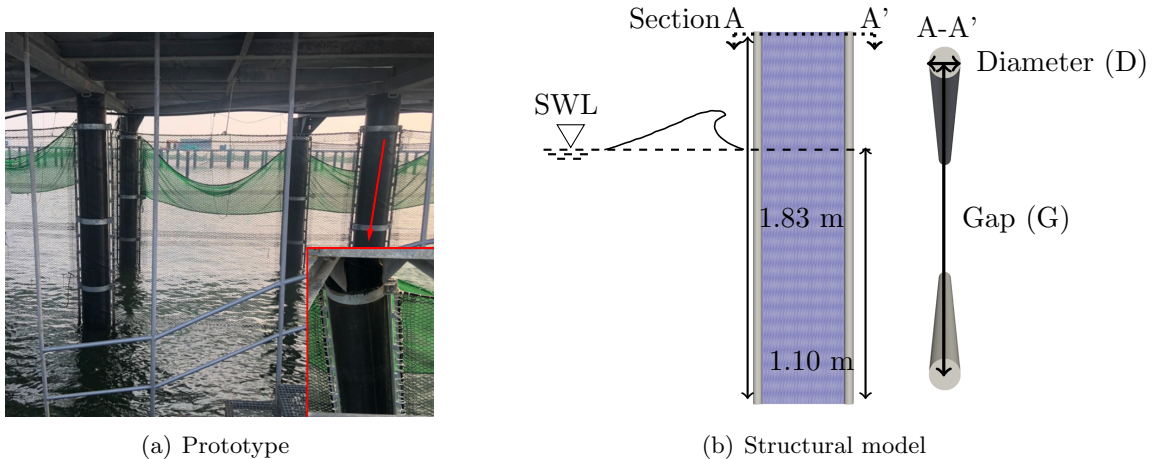 Section A
A'
A-A'
Diameter (D)
SWL
1.83 m
Gap (G)
1.10 m
(a) Prototype
(b) Structural model